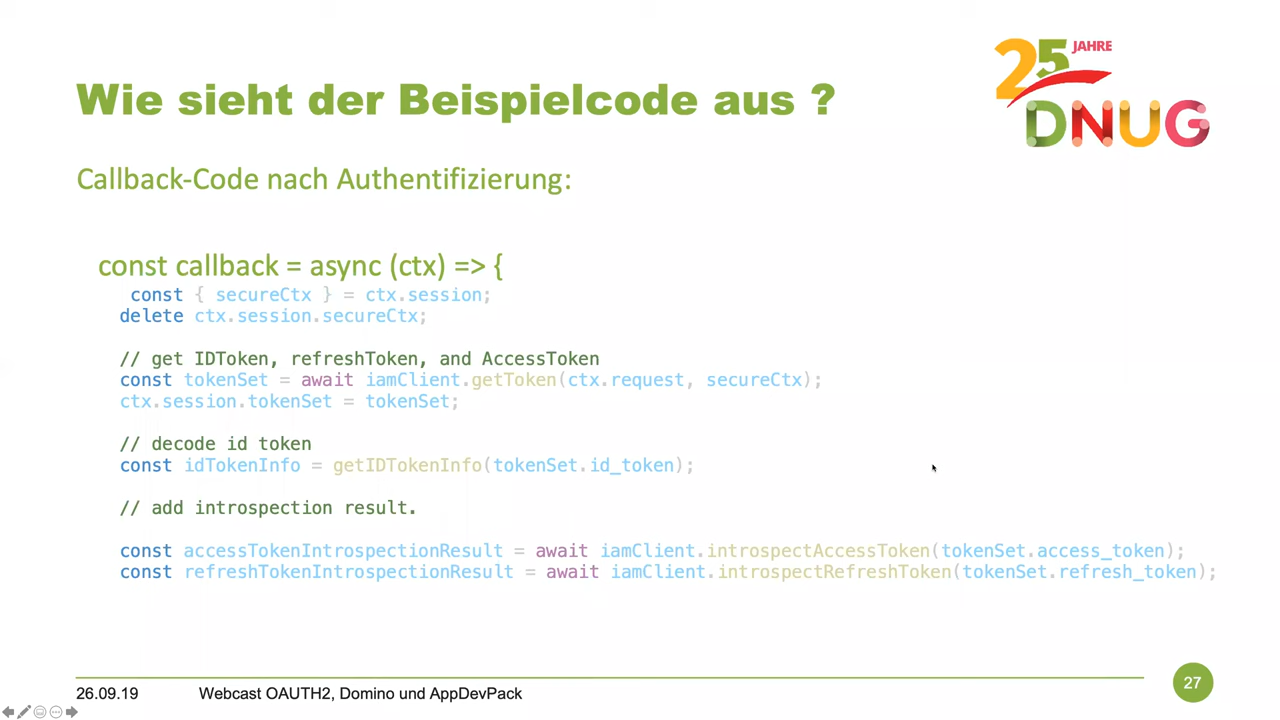 25 JAHRE
DNUG
Wie sieht der Beispielcode aus ?
Callback-Code nach Authentifizierung:
const callback = async (ctx) => {
const { secureCtx } = ctx.session;
delete ctx.session.secureCtx;
// get IDToken, refreshToken, and AccessToken
const tokenSet = await iamClient.getToken(ctx.request, secureCtx);
ctx.session.tokenSet = tokenSet;
// decode id token
const idTokenInfo = getIDTokenInfo(tokenSet.id_token);
// add introspection result.
const accessTokenIntrospectionResult = await iamClient.introspectAccessToken(tokenSet.access_token);
const refreshTokenIntrospectionResult = await iamClient.introspectRefreshToken(tokenSet.refresh_token);
26.09.19 Webcast OAUTH2, Domino und AppDevPack 27